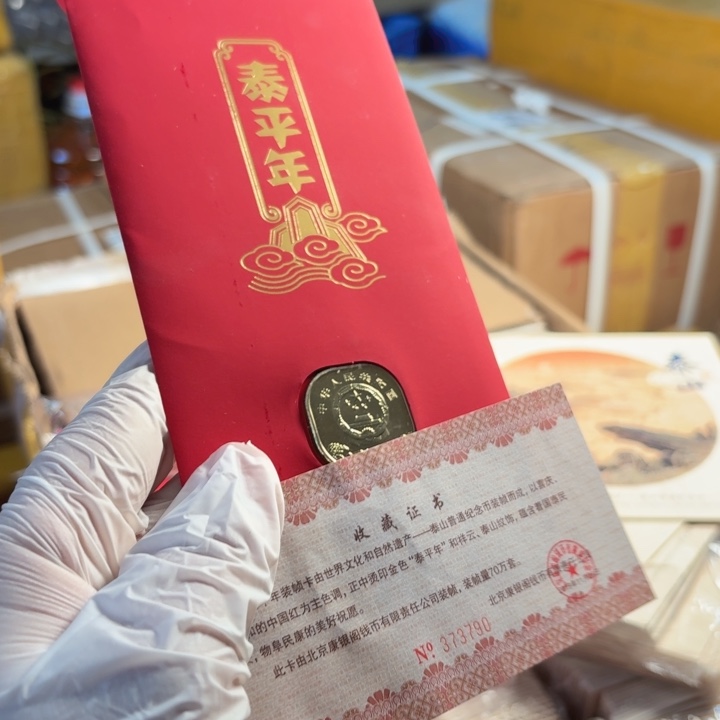 泰平年
中华人民共和国
收藏证书
年装帧卡由世界文化和自然遗产——泰山普通纪念币装帧而成，以喜庆
的中国红为主色调，正中烫印金色“泰平年”和祥云、泰山纹饰，蕴含着国泰民
，物阜民康的美好祝愿。
此卡由北京康银阁钱币有限责任公司装帧，装帧量70万套。
北京康银阁钱币
№ 373790